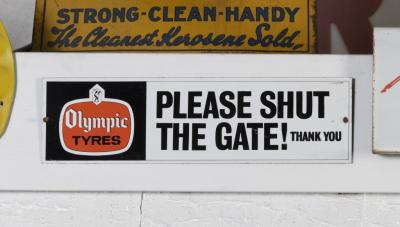 STRONG-CLEAN-HANDY
The Cleanest Kerosene Sold,
Olympic
TYRES
PLEASE SHUT
THE GATE! THANK YOU